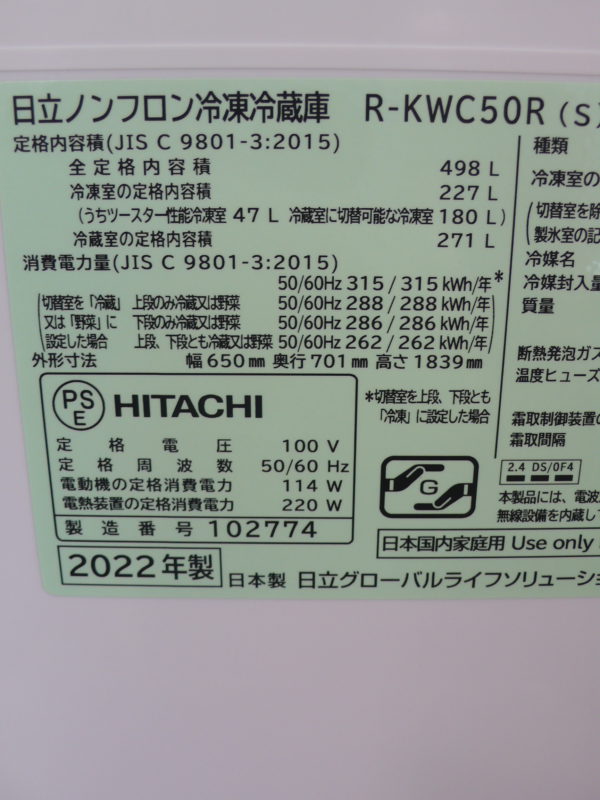 日立ノンフロン冷凍冷蔵庫 R-KWC50R (S)
定格内容積(JIS C 9801-3:2015) 種類
全定格内容積 498 L
冷凍室の定格内容積 227 L 冷凍室の
(うちツースター性能冷凍室 47 L 冷蔵室に切替可能な冷凍室 180 L) (切替室を除
製氷室の記
冷蔵室の定格内容積 271 L
冷媒名
消費電力量(JIS C 9801-3:2015)
冷媒封入量
50/60Hz 315 / 315 kWh/年*
(切替室を「冷蔵」 上段のみ冷蔵又は野菜 50/60Hz 288 / 288 kWh/年 質量
又は「野菜」に 下段のみ冷蔵又は野菜 50/60Hz 286 / 286 kWh/年
設定した場合 上段、下段とも冷蔵又は野菜 50/60Hz 262 / 262 kWh/年)
外形寸法 幅 650mm 奥行 701mm 高さ 1839mm
断熱発泡ガス
温度ヒューズ
PS
E
HITACHI
*切替室を上段、下段とも
「冷凍」に設定した場合
霜取制御装置の
霜取間隔
定格電圧 100 V
定格周波数 50/60 Hz
電動機の定格消費電力 114 W
電熱装置の定格消費電力 220 W
G
2.4 DS/OF4
本製品には、電波
無線設備を内蔵して
製造番号 102774
日本国内家庭用 Use only
2022年製 日本製 日立グローバルライフソリューショ